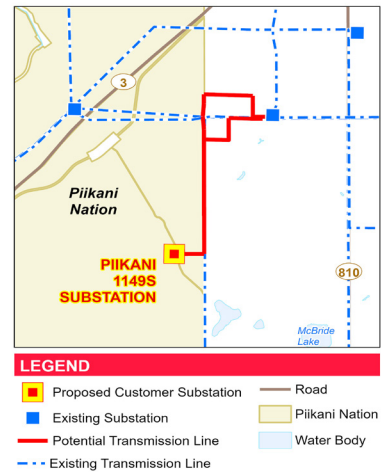 3
Piikani
Nation
PIIKANI
1149S
SUBSTATION
810
McBride
Lake
LEGEND
Proposed Customer Substation
Existing Substation
Potential Transmission Line
Existing Transmission Line
Road
Piikani Nation
Water Body